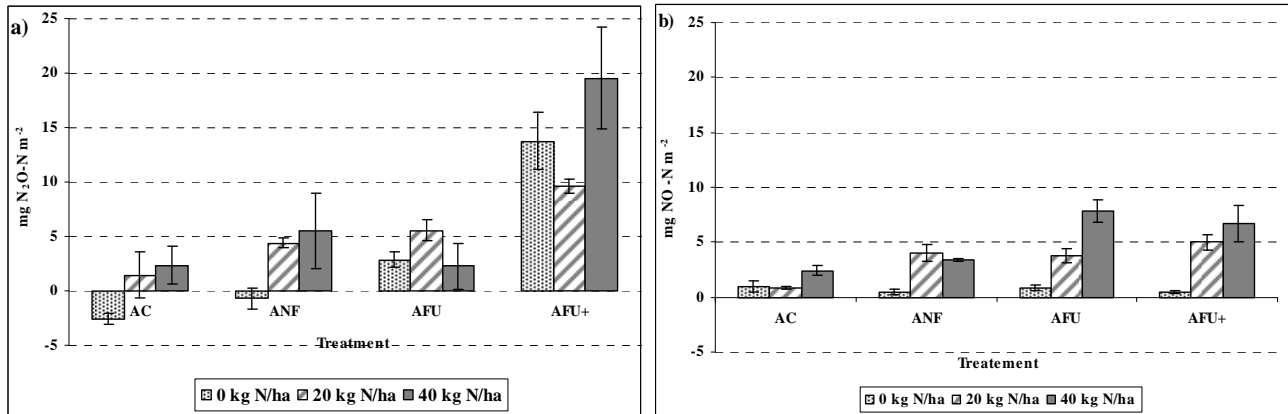 a)
mg N₂O-N m⁻²
25
20
15
10
5
0
-5
AC ANF AFU AFU+
Treatment
0 kg N/ha 20 kg N/ha 40 kg N/ha
b)
mg NO -N m⁻²
25
20
15
10
5
0
-5
AC ANF AFU AFU+
Treatement
0 kg N/ha 20 kg N/ha 40 kg N/ha